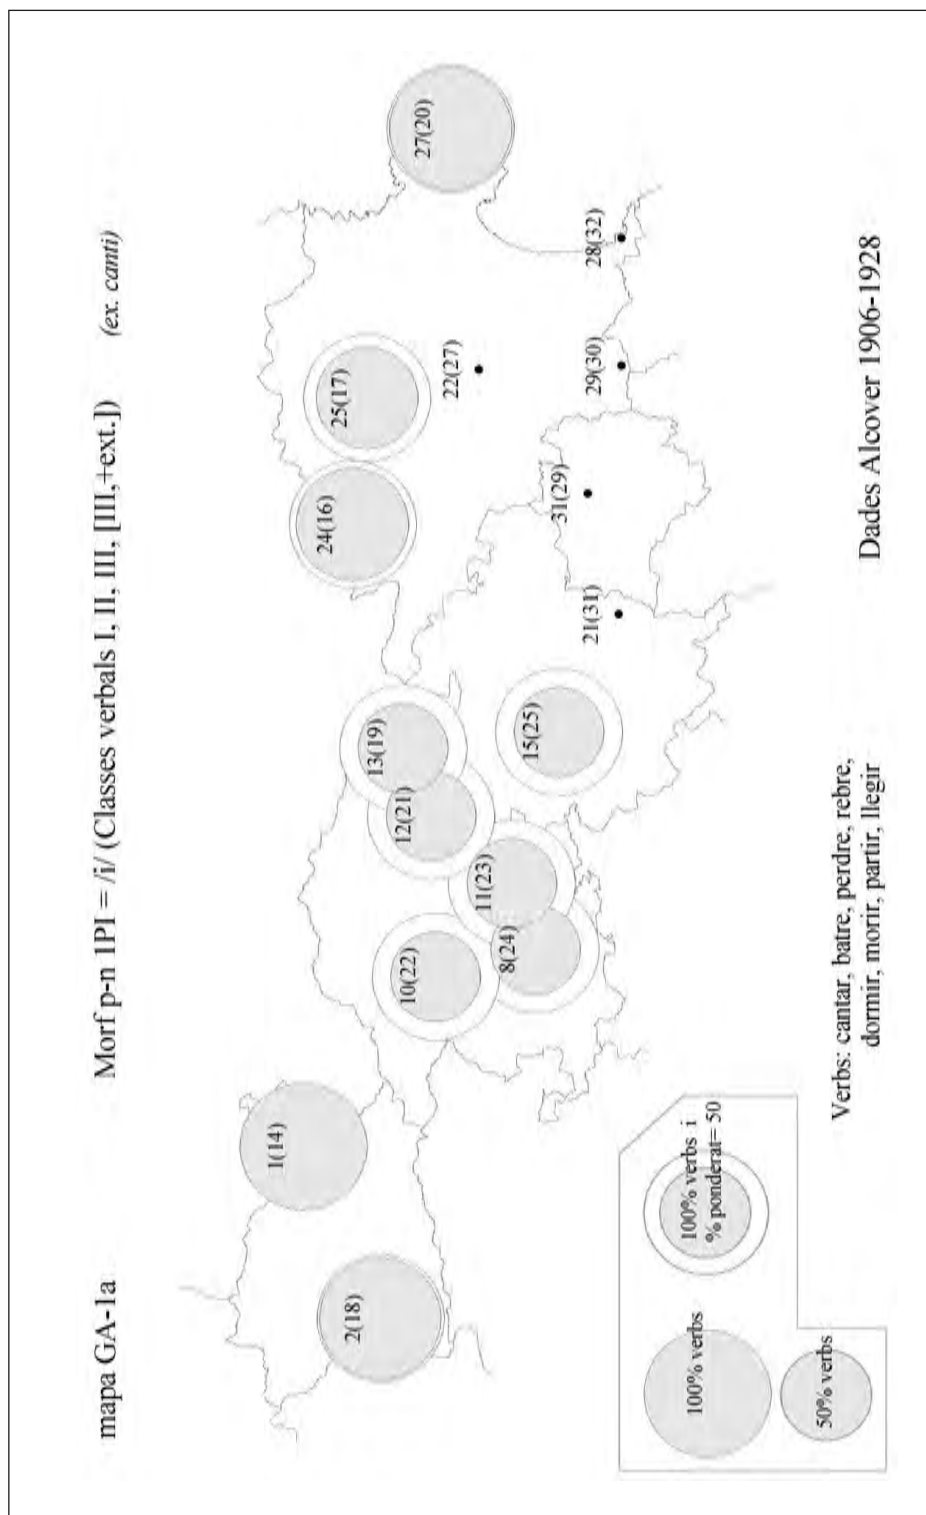 mapa GA-1a Morf p-n 1PI = /i/ (Classes verbals I, II, III, [III,+ext.]) (ex. canti)
2(18)
1(14)
10(22)
8(24)
11(23)
12(21)
13(19)
15(25)
24(16)
25(17)
27(20)
22(27)
21(31)
31(29)
29(30)
28(32)
100% verbs
50% verbs
100% verbs i
% ponderat= 50
Verbs: cantar, batre, perdre, rebre,
dormir, morir, partir, llegir
Dades Alcover 1906-1928